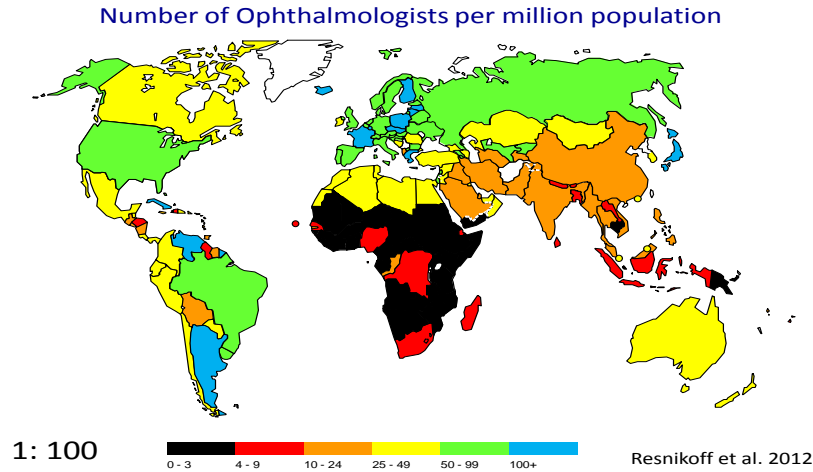 Number of Ophthalmologists per million population
1: 100
0 - 3 4 - 9 10 - 24 25 - 49 50 - 99 100+
Resnikoff et al. 2012